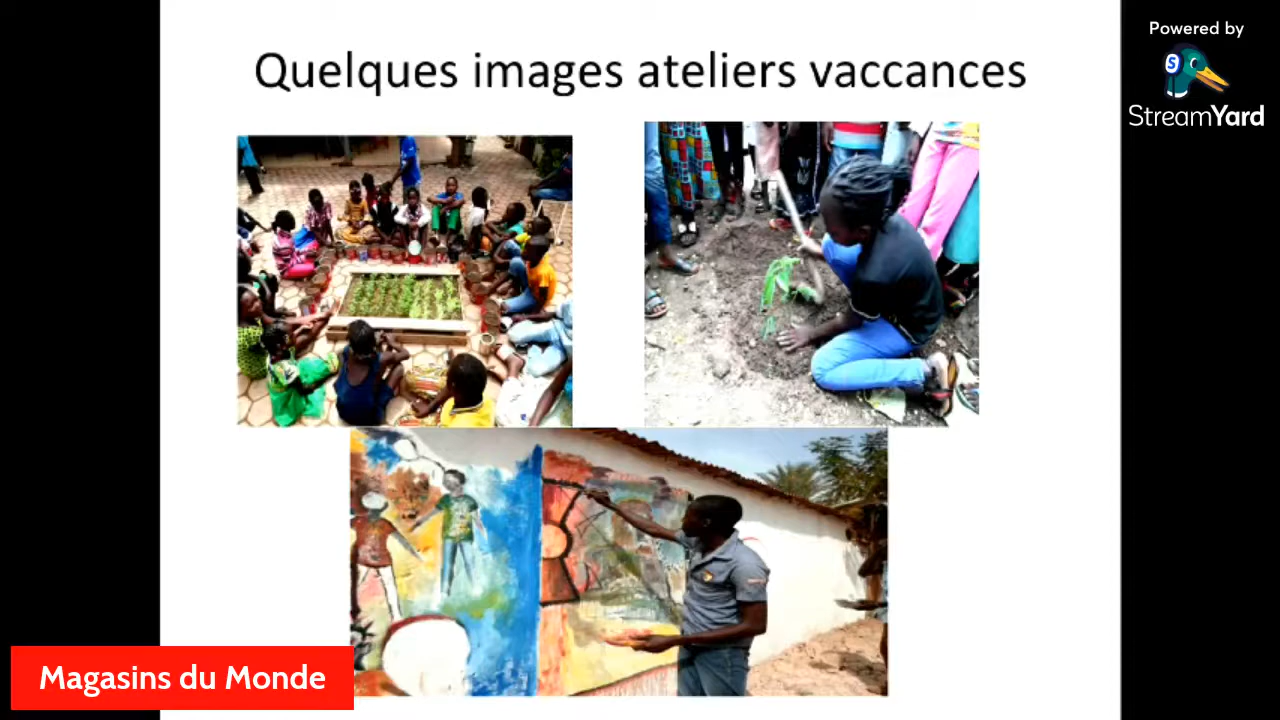 Quelques images ateliers vaccances
Powered by
StreamYard
Magasins du Monde